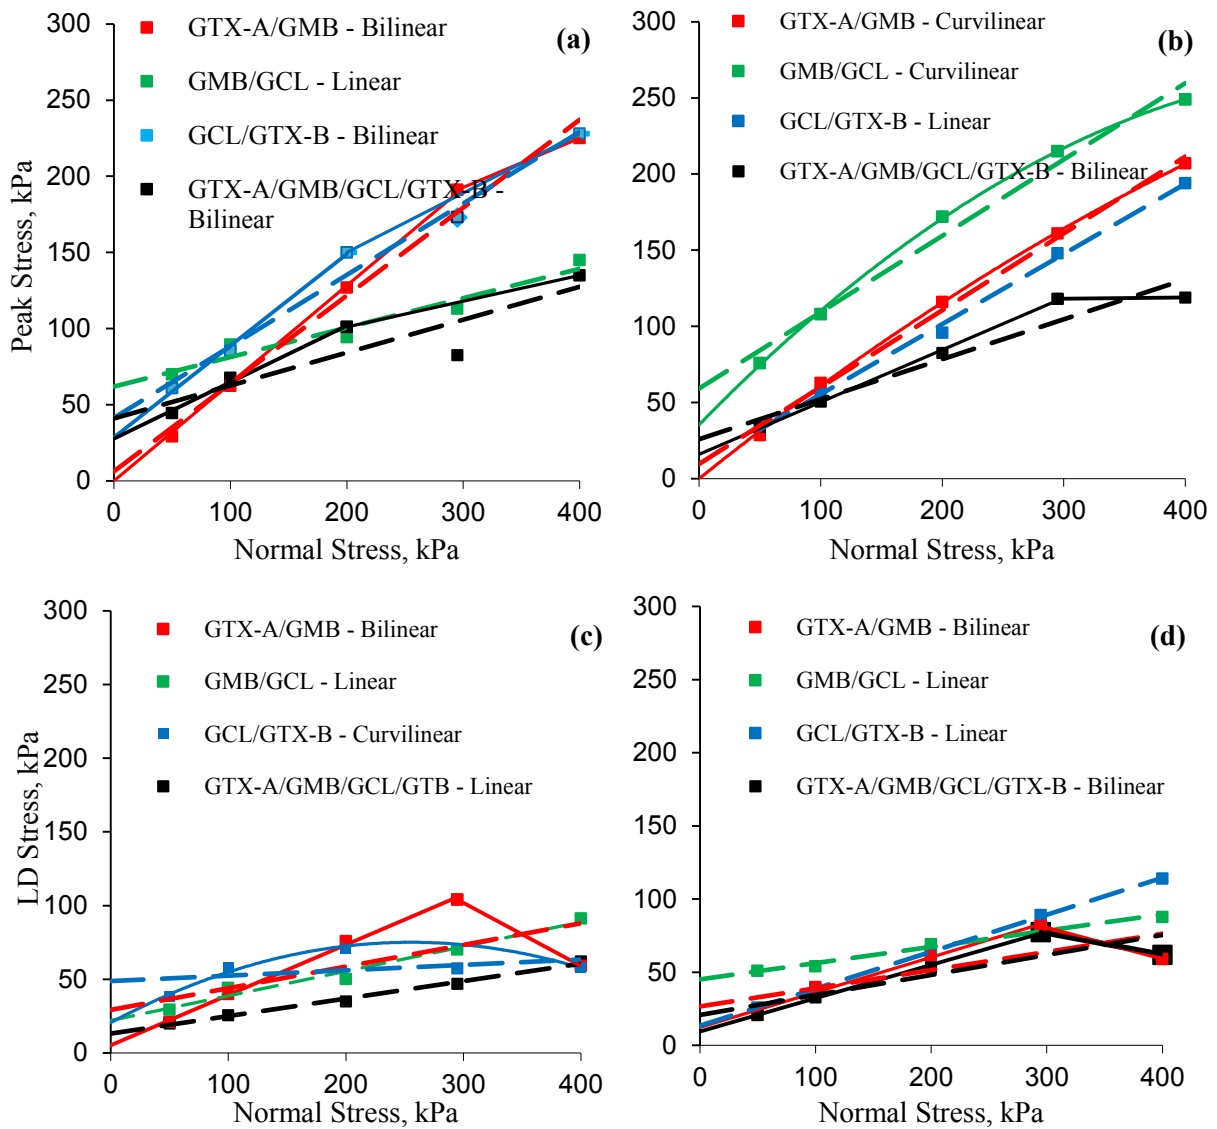 (a)
GTX-A/GMB - Bilinear
GMB/GCL - Linear
GCL/GTX-B - Bilinear
GTX-A/GMB/GCL/GTX-B -
Bilinear
Peak Stress, kPa
300
250
200
150
100
50
0
0 100 200 300 400
Normal Stress, kPa
(b)
GTX-A/GMB - Curvilinear
GMB/GCL - Curvilinear
GCL/GTX-B - Linear
GTX-A/GMB/GCL/GTX-B - Bilinear
300
250
200
150
100
50
0
0 100 200 300 400
Normal Stress, kPa
(c)
GTX-A/GMB - Bilinear
GMB/GCL - Linear
GCL/GTX-B - Curvilinear
GTX-A/GMB/GCL/GTB - Linear
LD Stress, kPa
300
250
200
150
100
50
0
0 100 200 300 400
Normal Stress, kPa
(d)
GTX-A/GMB - Bilinear
GMB/GCL - Linear
GCL/GTX-B - Linear
GTX-A/GMB/GCL/GTX-B - Bilinear
300
250
200
150
100
50
0
0 100 200 300 400
Normal Stress, kPa